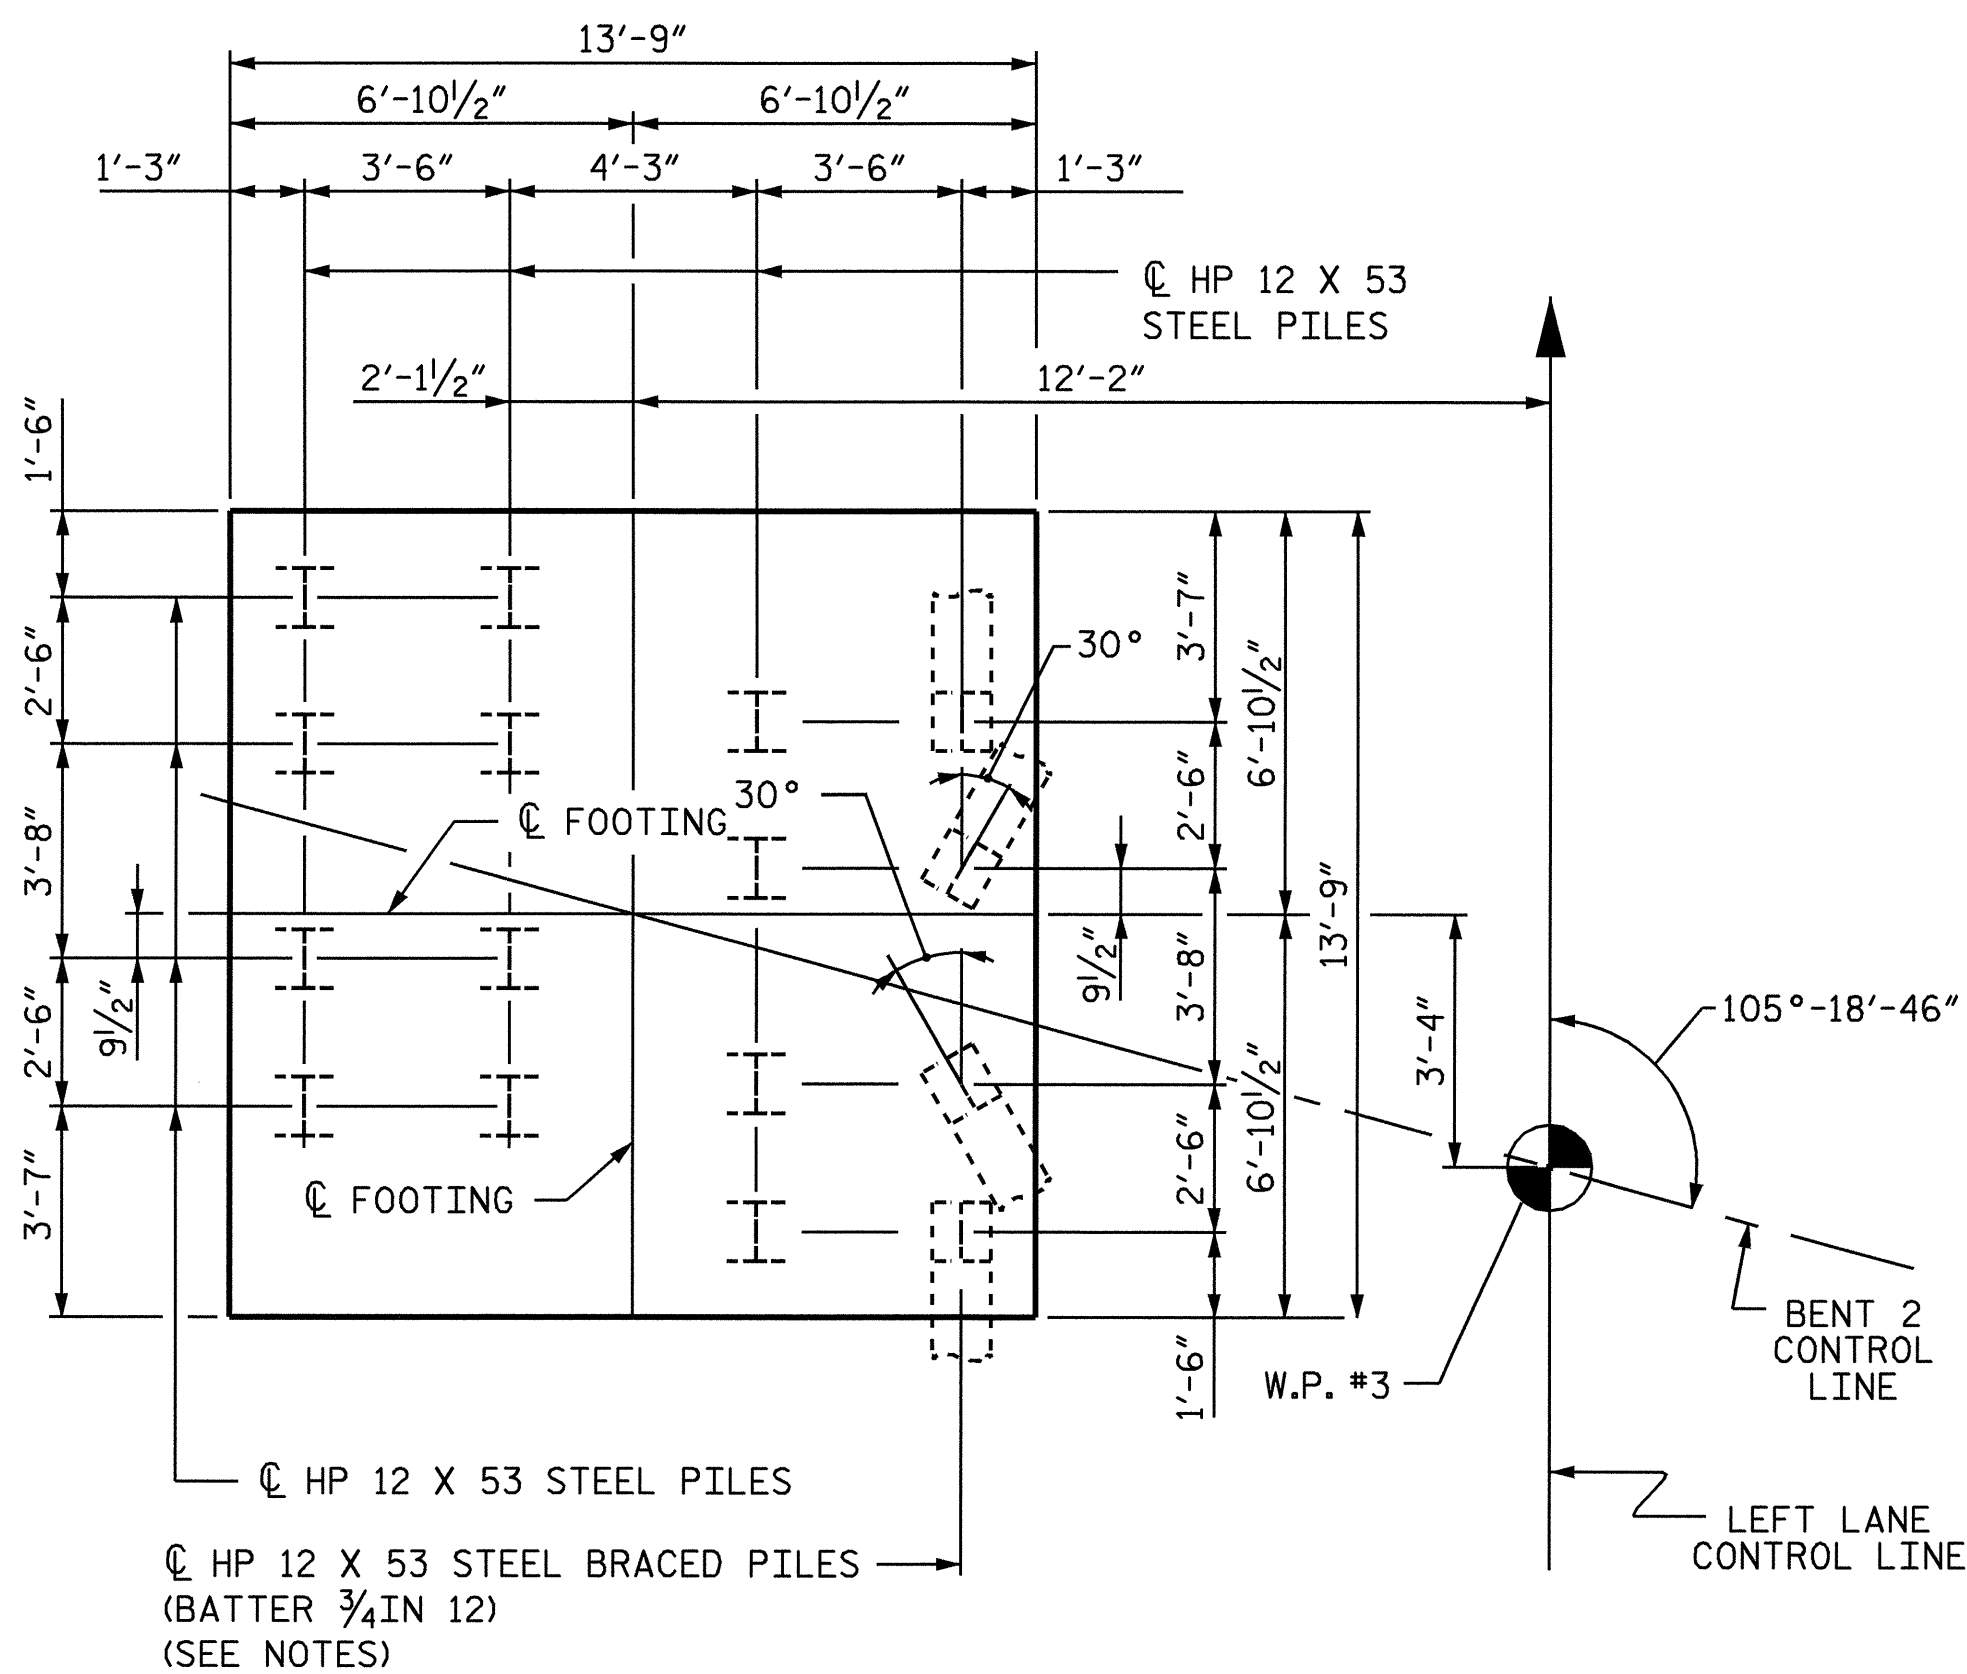 13'-9"
6'-10½" 6'-10½"
1'-3" 3'-6" 4'-3" 3'-6" 1'-3"
℄ HP 12 X 53
STEEL PILES
2'-1½" 12'-2"
1'-6"
2'-6"
3'-8"
2'-6"
3'-7"
9½"
30°
30°
℄ FOOTING
℄ FOOTING
3'-7"
2'-6"
3'-8"
2'-6"
1'-6"
9½"
6'-10½"
6'-10½"
13'-9"
3'-4"
105°-18'-46"
W.P. #3
BENT 2
CONTROL
LINE
LEFT LANE
CONTROL LINE
℄ HP 12 X 53 STEEL PILES
℄ HP 12 X 53 STEEL BRACED PILES
(BATTER ¾ IN 12)
(SEE NOTES)